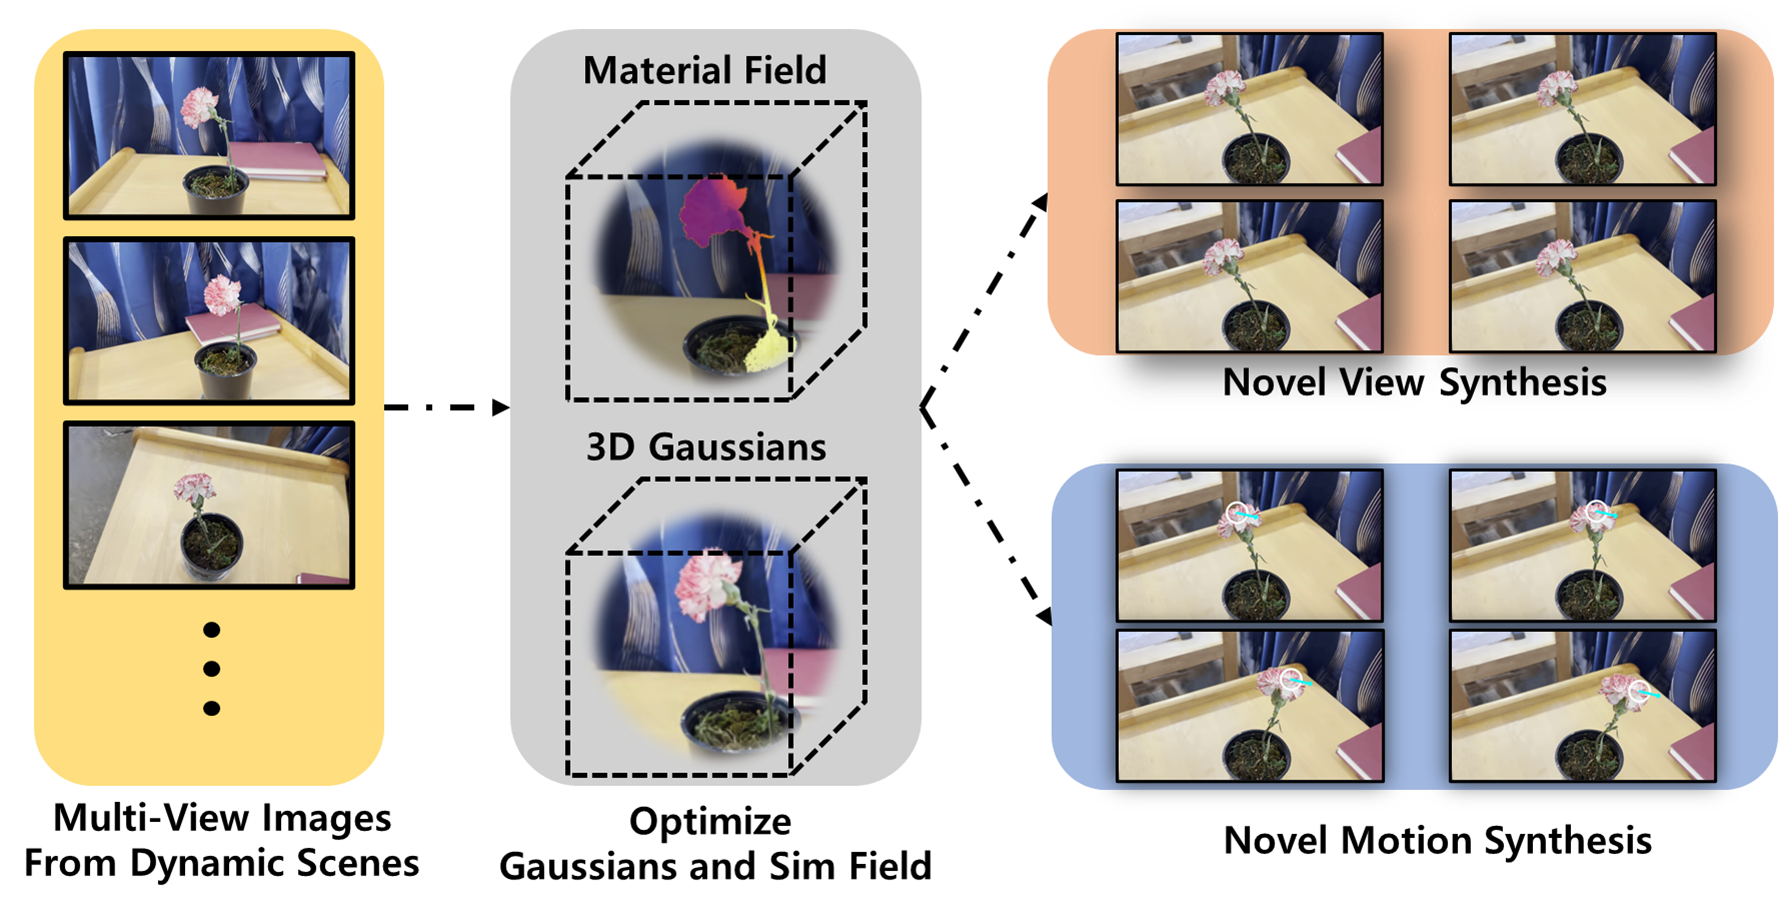 Multi-View Images
From Dynamic Scenes
Material Field
3D Gaussians
Optimize
Gaussians and Sim Field
Novel View Synthesis
Novel Motion Synthesis